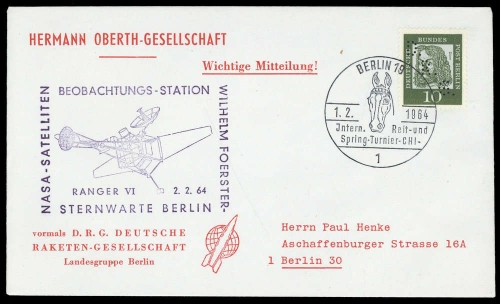 HERMANN OBERTH-GESELLSCHAFT
Wichtige Mitteilung!
BEOBACHTUNGS-STATION
NASA-SATELLITEN
WILHELM FOERSTER-
RANGER VI 2.2.64
STERNWARTE BERLIN
vormals D.R.G. DEUTSCHE
RAKETEN-GESELLSCHAFT
Landesgruppe Berlin
BERLIN 19
1.2. 1964
Intern. Reit-und
Spring-Turnier-CHI-
1
DEUTSCHE BUNDESPOST BERLIN
10
Herrn Paul Henke
Aschaffenburger Strasse 16A
1 Berlin 30